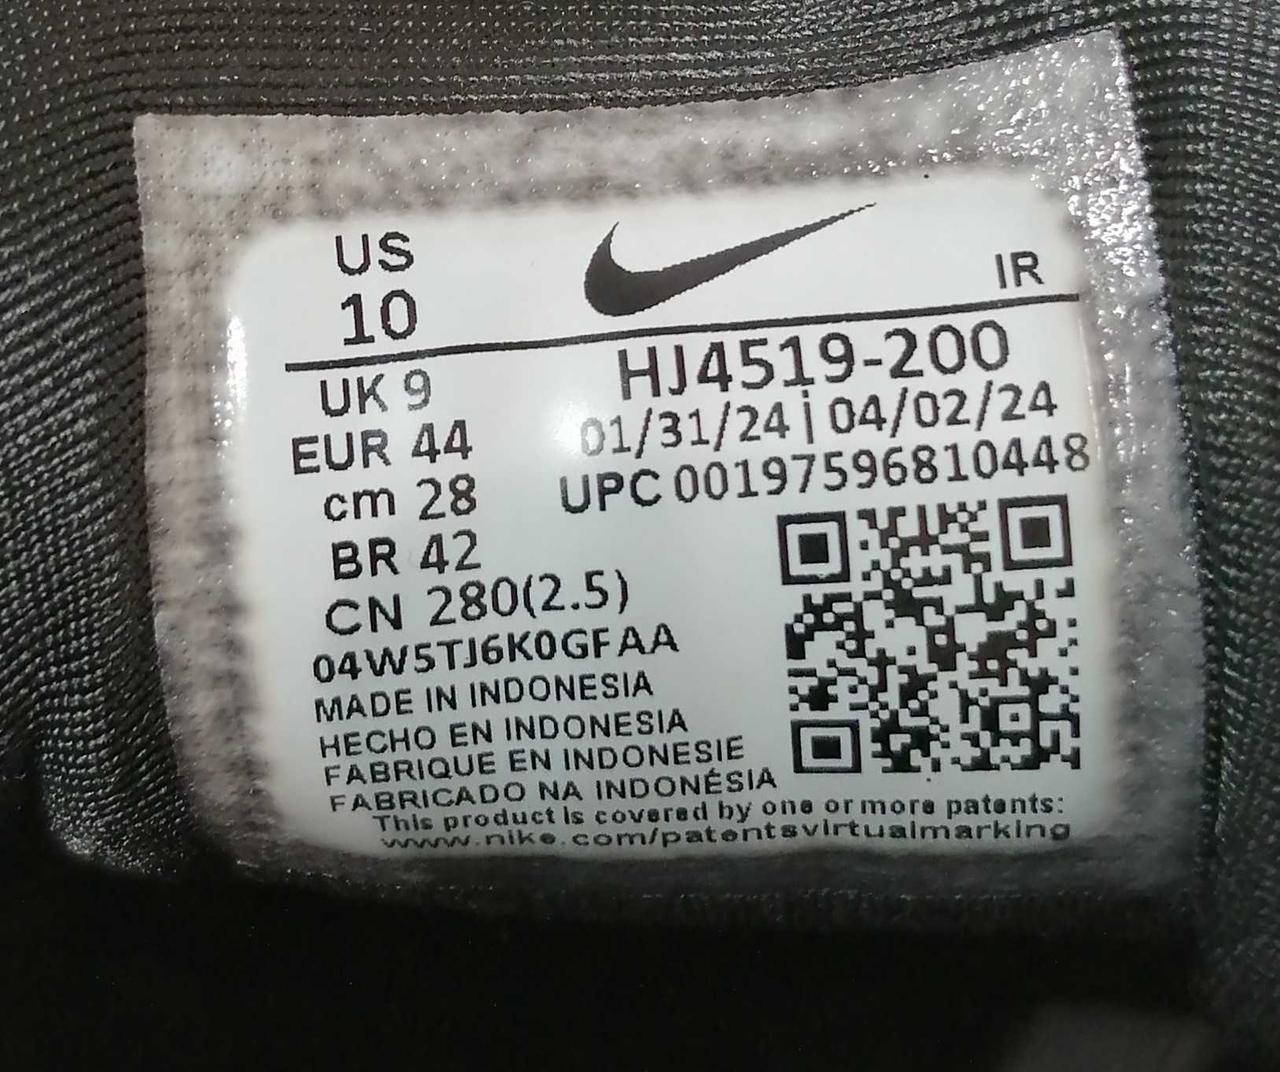 US
10
IR
UK 9
EUR 44
cm 28
BR 42
CN 280(2.5)
HJ4519-200
01/31/24 | 04/02/24
UPC 00197596810448
04W5TJ6K0GFAA
MADE IN INDONESIA
HECHO EN INDONESIA
FABRIQUE EN INDONESIE
FABRICADO NA INDONÉSIA
This product is covered by one or more patents:
www.nike.com/patentsvirtualmarking